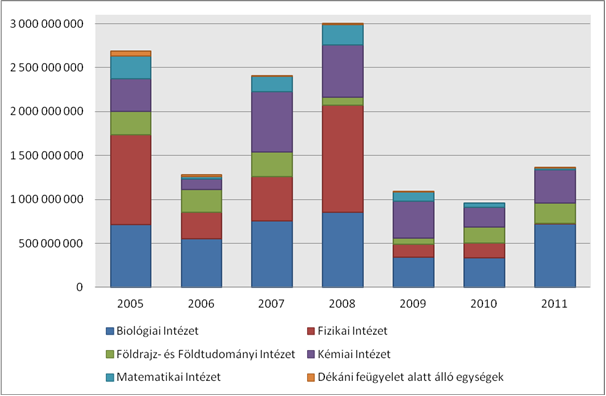 3 000 000 000
2 500 000 000
2 000 000 000
1 500 000 000
1 000 000 000
500 000 000
0
2005 2006 2007 2008 2009 2010 2011
Biológiai Intézet Fizikai Intézet
Földrajz- és Földtudományi Intézet Kémiai Intézet
Matematikai Intézet Dékáni feügyelet alatt álló egységek